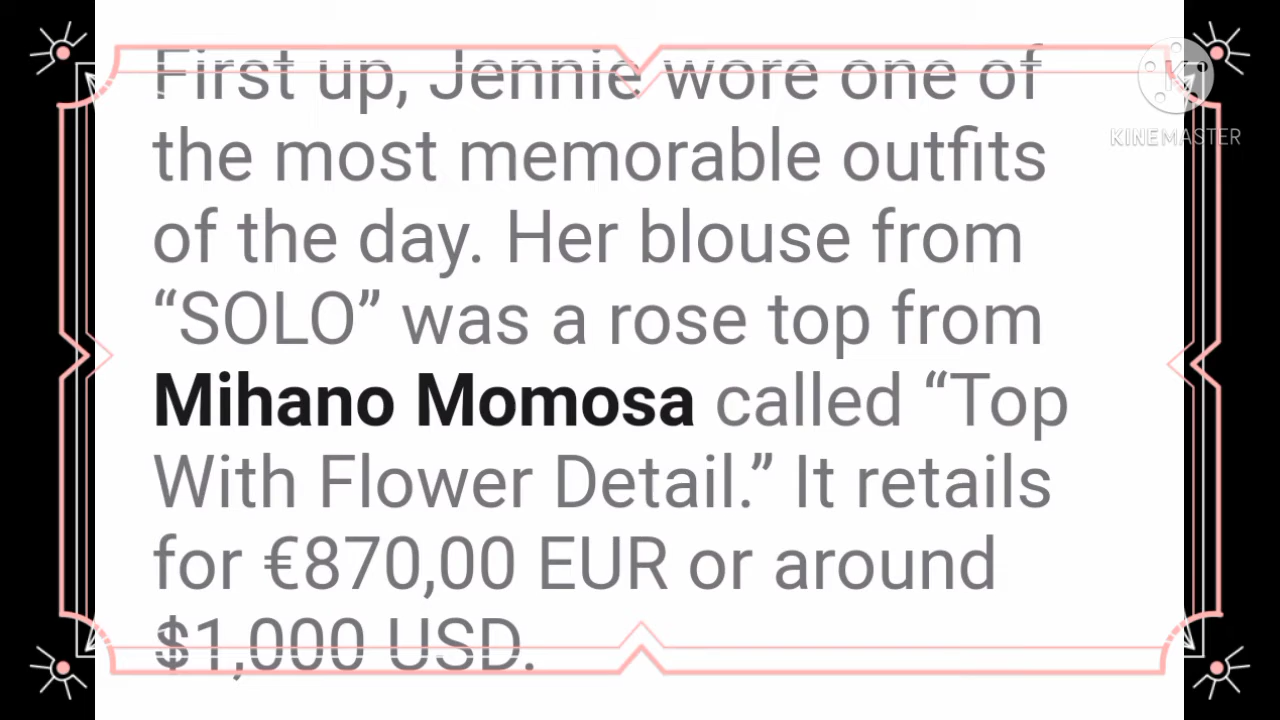 First up, Jennie wore one of
the most memorable outfits
of the day. Her blouse from
“SOLO” was a rose top from
Mihano Momosa called “Top
With Flower Detail.” It retails
for €870,00 EUR or around
$1,000 USD.
KINEMASTER